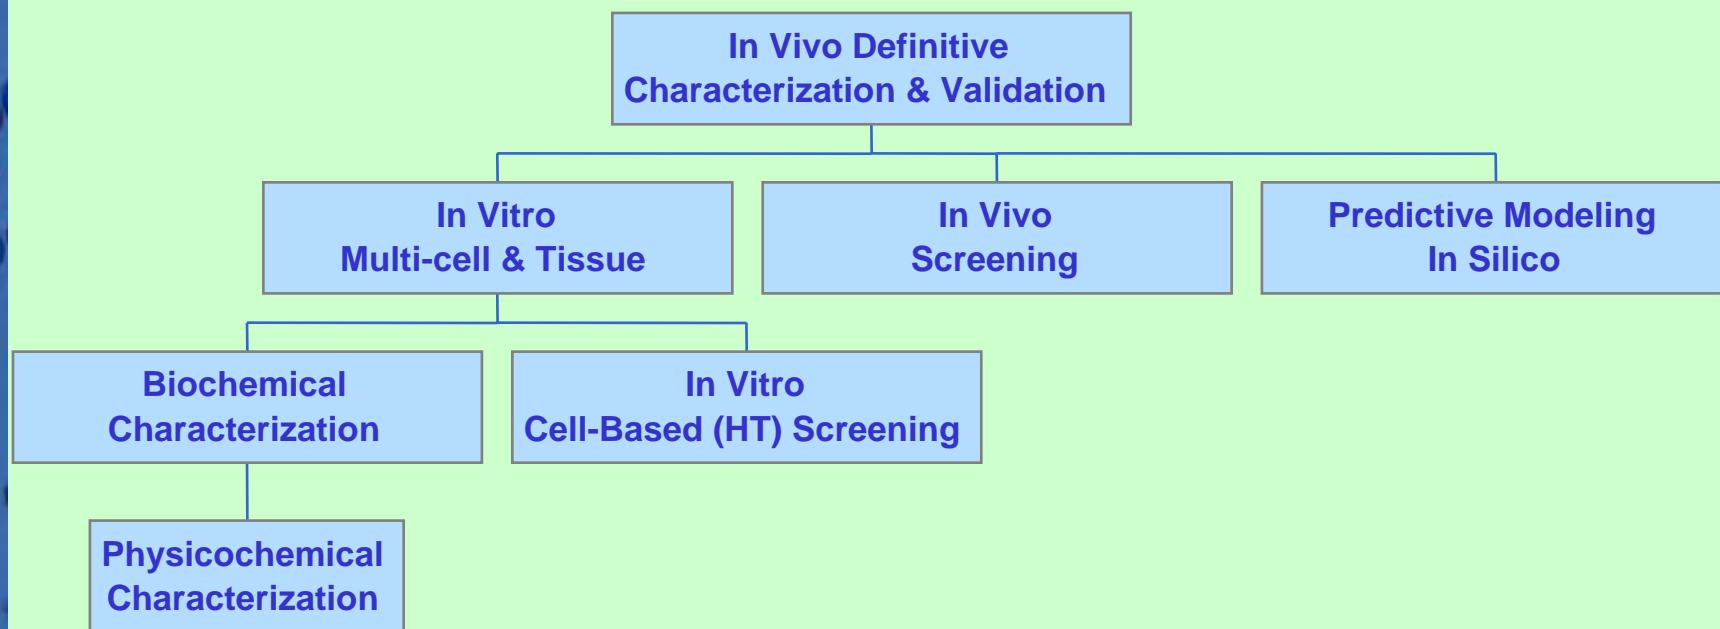 In Vivo Definitive
Characterization & Validation
In Vitro
Multi-cell & Tissue
In Vivo
Screening
Predictive Modeling
In Silico
Biochemical
Characterization
In Vitro
Cell-Based (HT) Screening
Physicochemical
Characterization